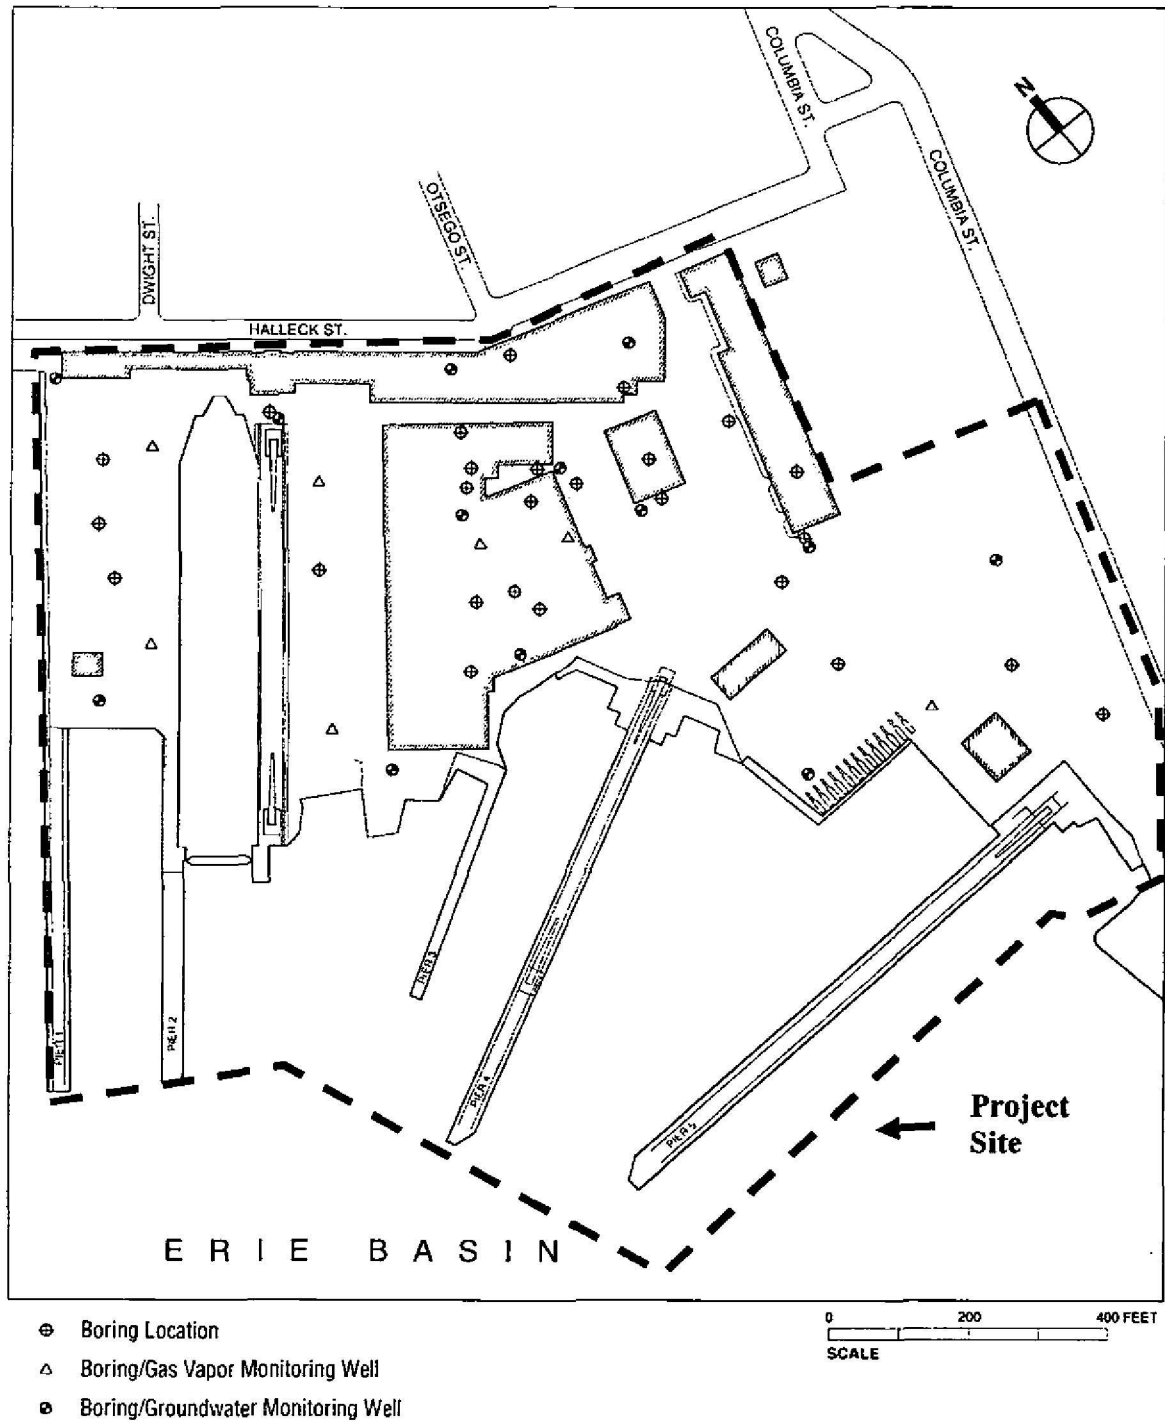 COLUMBIA ST.
N
COLUMBIA ST.
OTSEGO ST.
DWIGHT ST.
HALLECK ST.
PIER 3
PIER 1
PIER 2
PIER 4
PIER 5
Project
Site
ERIE BASIN
0 200 400 FEET
SCALE
Boring Location
Boring/Gas Vapor Monitoring Well
Boring/Groundwater Monitoring Well